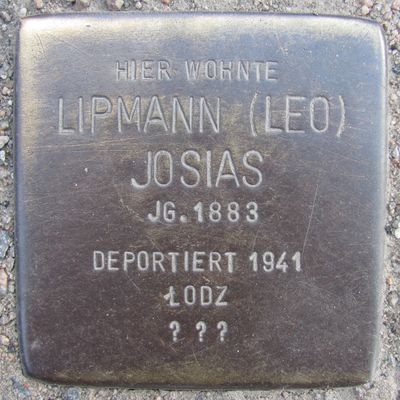 HIER WOHNTE
LIPMANN (LEO)
JOSIAS
JG. 1883
DEPORTIERT 1941
ŁODZ
? ? ?